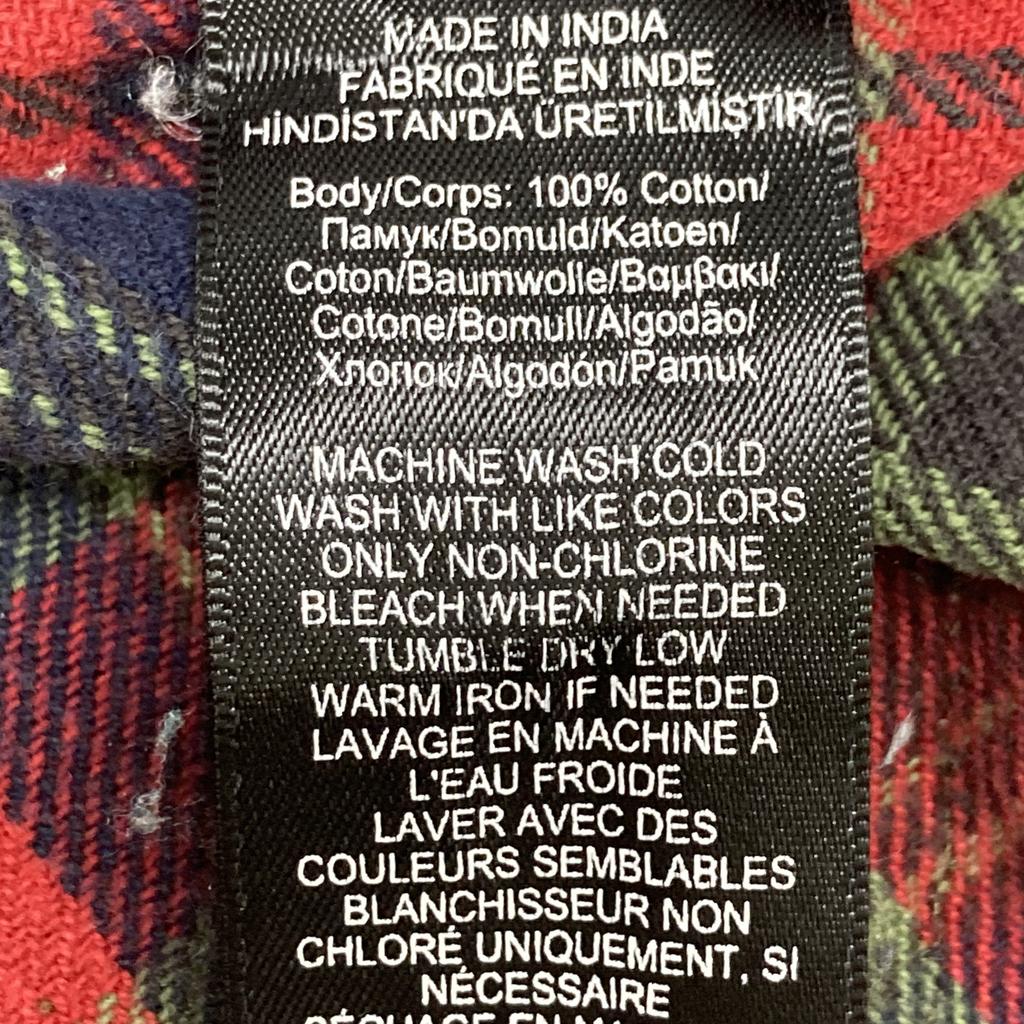 MADE IN INDIA
FABRIQUÉ EN INDE
HİNDİSTAN'DA ÜRETİLMİŞTİR
Body/Corps: 100% Cotton/
Памук/Bomuld/Katoen/
Coton/Baumwolle/Βαμβακι/
Cotone/Bomull/Algodão/
Хлопок/Algodón/Pamuk
MACHINE WASH COLD
WASH WITH LIKE COLORS
ONLY NON-CHLORINE
BLEACH WHEN NEEDED
TUMBLE DRY LOW
WARM IRON IF NEEDED
LAVAGE EN MACHINE À
L'EAU FROIDE
LAVER AVEC DES
COULEURS SEMBLABLES
BLANCHISSEUR NON
CHLORÉ UNIQUEMENT, SI
NÉCESSAIRE